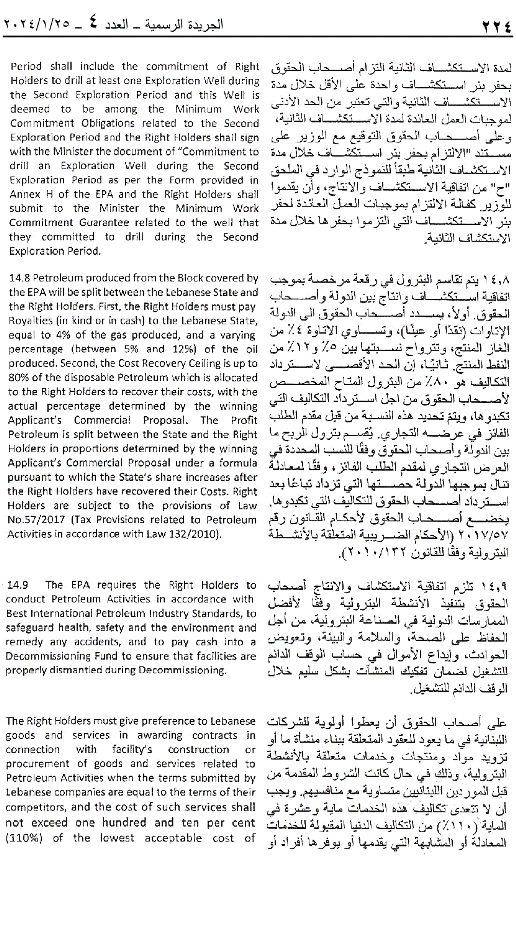 ٢٢٤
الجريدة الرسمية – العدد ٤ – ٢٠٢٤/١/٢٥
Period shall include the commitment of Right
Holders to drill at least one Exploration Well during
the Second Exploration Period and this Well is
deemed to be among the Minimum Work
Commitment Obligations related to the Second
Exploration Period and the Right Holders shall sign
with the Minister the document of "Commitment to
drill an Exploration Well during the Second
Exploration Period as per the Form provided in
Annex H of the EPA and the Right Holders shall
submit to the Minister the Minimum Work
Commitment Guarantee related to the well that
they committed to drill during the Second
Exploration Period.
لمدة الاستكشاف الثانية التزام أصحاب الحقوق
بحفر بئر استكشاف واحدة على الأقل خلال مدة
الاستكشاف الثانية والتي تعتبر من الحد الأدنى
لموجبات العمل العائدة لمدة الاستكشاف الثانية،
وعلى أصحاب الحقوق التوقيع مع الوزير على
مستند "الالتزام بحفر بئر استكشاف خلال مدة
الاستكشاف الثانية طبقاً للنموذج الوارد في الملحق
"ح" من اتفاقية الاستكشاف والانتاج، وأن يقدموا
للوزير كفالة الالتزام بموجبات العمل العائدة لحفر
بئر الاستكشاف التي التزموا بحفرها خلال مدة
الاستكشاف الثانية.
14.8 Petroleum produced from the Block covered by
the EPA will be split between the Lebanese State and
the Right Holders. First, the Right Holders must pay
Royalties (in kind or in cash) to the Lebanese State,
equal to 4% of the gas produced, and a varying
percentage (between 5% and 12%) of the oil
produced. Second, the Cost Recovery Ceiling is up to
80% of the disposable Petroleum which is allocated
to the Right Holders to recover their costs, with the
actual percentage determined by the winning
Applicant's Commercial Proposal. The Profit
Petroleum is split between the State and the Right
Holders in proportions determined by the winning
Applicant's Commercial Proposal under a formula
pursuant to which the State's share increases after
the Right Holders have recovered their Costs. Right
Holders are subject to the provisions of Law
No.57/2017 (Tax Provisions related to Petroleum
Activities in accordance with Law 132/2010).
١٤,٨ يتم تقاسم البترول في رقعة مرخصة بموجب
اتفاقية استكشاف وانتاج بين الدولة وأصحاب
الحقوق. أولاً، يسدد أصحاب الحقوق الى الدولة
الإتاوات (نقدًا أو عينًا)، وتساوي الاتاوة ٤٪ من
الغاز المنتج، وتتراوح نسبتها بين ٥٪ و١٢٪ من
النفط المنتج. ثانيًا، إن الحد الأقصى لاسترداد
التكاليف هو ٨٠٪ من البترول المتاح المخصص
لأصحاب الحقوق من اجل استرداد التكاليف التي
تكبدوها، ويتم تحديد هذه النسبة من قبل مقدم الطلب
الفائز في عرضه التجاري. يُقسم بترول الربح ما
بين الدولة وأصحاب الحقوق وفقًا للنسب المحددة في
العرض التجاري لمقدم الطلب الفائز، وفقًا لمعادلة
تنال بموجبها الدولة حصتها التي تزداد تباعًا بعد
استرداد أصحاب الحقوق للتكاليف التي تكبدوها.
يخضع أصحاب الحقوق لأحكام القانون رقم
٢٠١٧/٥٧ (الأحكام الضريبية المتعلقة بالأنشطة
البترولية وفقًا للقانون ٢٠١٠/١٣٢).
14.9 The EPA requires the Right Holders to
conduct Petroleum Activities in accordance with
Best International Petroleum Industry Standards, to
safeguard health, safety and the environment and
remedy any accidents, and to pay cash into a
Decommissioning Fund to ensure that facilities are
properly dismantled during Decommissioning.
١٤,٩ تلزم اتفاقية الاستكشاف والانتاج أصحاب
الحقوق بتنفيذ الأنشطة البترولية وفقًا لأفضل
الممارسات الدولية في الصناعة البترولية، من أجل
الحفاظ على الصحة، والسلامة والبيئة، وتعويض
الحوادث، وإيداع الأموال في حساب الوقف الدائم
للتشغيل لضمان تفكيك المنشآت بشكل سليم خلال
الوقف الدائم للتشغيل.
The Right Holders must give preference to Lebanese
goods and services in awarding contracts in
connection with facility's construction or
procurement of goods and services related to
Petroleum Activities when the terms submitted by
Lebanese companies are equal to the terms of their
competitors, and the cost of such services shall
not exceed one hundred and ten per cent
(110%) of the lowest acceptable cost of
على أصحاب الحقوق أن يعطوا أولوية للشركات
اللبنانية في ما يعود للعقود المتعلقة ببناء منشأة ما أو
تزويد مواد ومنتجات وخدمات متعلقة بالأنشطة
البترولية، وذلك في حال كانت الشروط المقدمة من
قبل الموردين اللبنانيين متساوية مع منافسيهم. ويجب
أن لا تتعدى تكاليف هذه الخدمات ماية وعشرة في
الماية (١١٠٪) من التكاليف الدنيا المقبولة للخدمات
المعادلة أو المشابهة التي يقدمها أو يوفرها أفراد أو